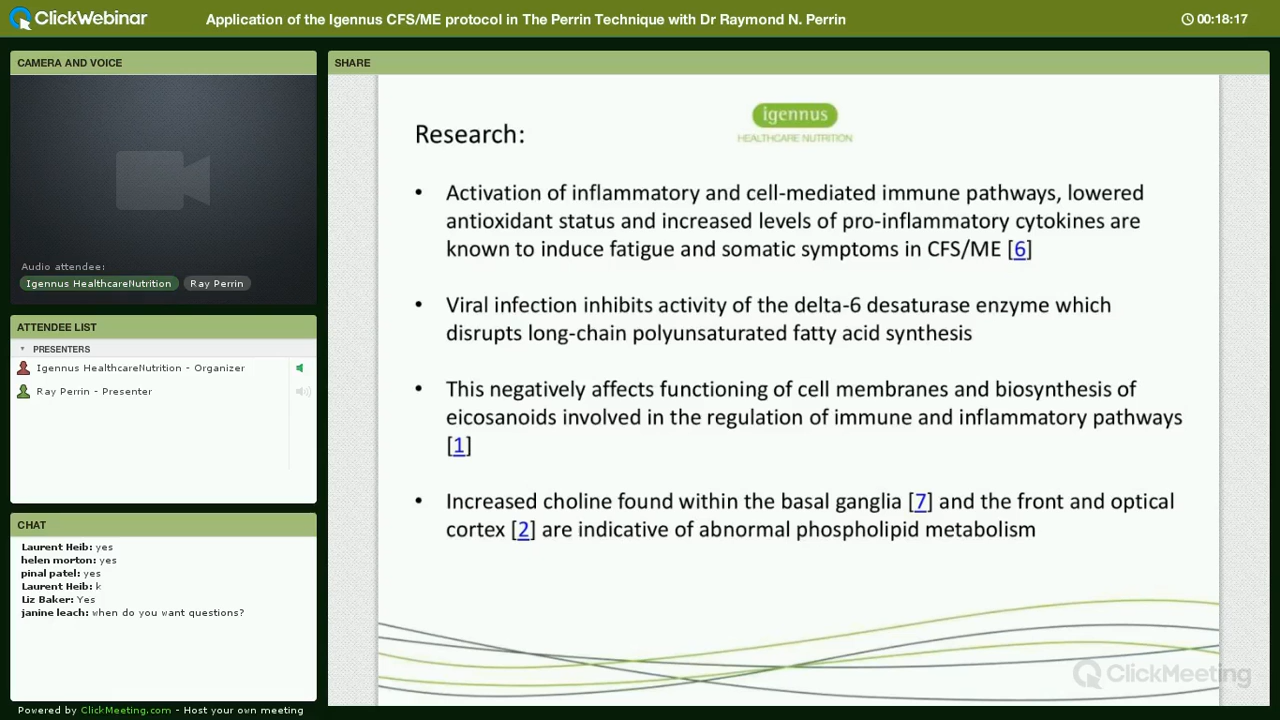 ClickWebinar
Application of the Igennus CFS/ME protocol in The Perrin Technique with Dr Raymond N. Perrin
00:18:17
CAMERA AND VOICE
Audio attendee:
Igennus HealthcareNutrition
Ray Perrin
ATTENDEE LIST
PRESENTERS
Igennus HealthcareNutrition - Organizer
Ray Perrin - Presenter
CHAT
Laurent Heib: yes
helen morton: yes
pinal patel: yes
Laurent Heib: k
Liz Baker: Yes
janine leach: when do you want questions?
Powered by ClickMeeting.com - Host your own meeting
SHARE
igennus
HEALTHCARE NUTRITION
Research:
• Activation of inflammatory and cell-mediated immune pathways, lowered
antioxidant status and increased levels of pro-inflammatory cytokines are
known to induce fatigue and somatic symptoms in CFS/ME [6]
• Viral infection inhibits activity of the delta-6 desaturase enzyme which
disrupts long-chain polyunsaturated fatty acid synthesis
• This negatively affects functioning of cell membranes and biosynthesis of
eicosanoids involved in the regulation of immune and inflammatory pathways
[1]
• Increased choline found within the basal ganglia [7] and the front and optical
cortex [2] are indicative of abnormal phospholipid metabolism
ClickMeeting